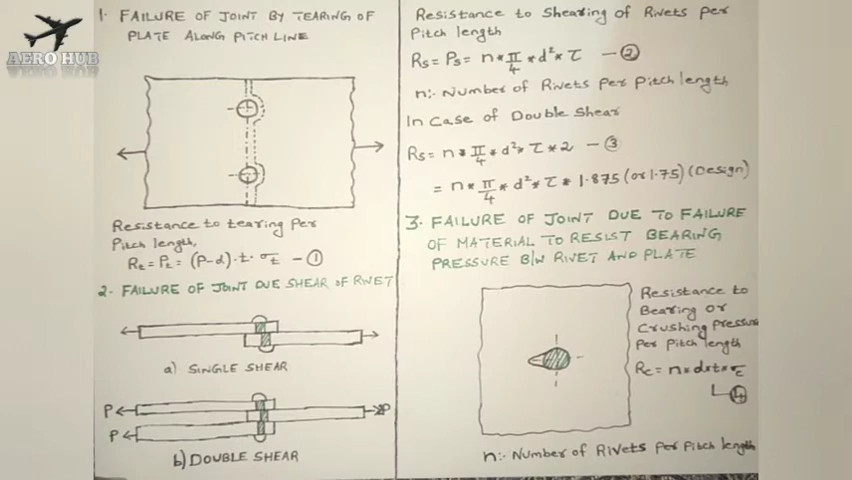 AERO HUB
1. FAILURE OF JOINT BY TEARING OF
PLATE ALONG PITCH LINE
Resistance to tearing per
Pitch length,
Rt = Pt = (P-d)·t·σt - ①
2. FAILURE OF JOINT DUE SHEAR OF RIVET
a) SINGLE SHEAR
P
P
P
b) DOUBLE SHEAR
Resistance to Shearing of Rivets per
Pitch length
Rs = Ps = n * π/4 * d² * τ - ②
n:- Number of Rivets per Pitch length
In Case of Double Shear
Rs = n * π/4 * d² * τ * 2 - ③
= n * π/4 * d² * τ * 1.875 (or 1.75) (Design)
3. FAILURE OF JOINT DUE TO FAILURE
OF MATERIAL TO RESIST BEARING
PRESSURE B/W RIVET AND PLATE
Resistance to
Bearing or
Crushing Pressure
Per Pitch length
Rc = n*d*t*σc
④
n:- Number of Rivets Per Pitch length